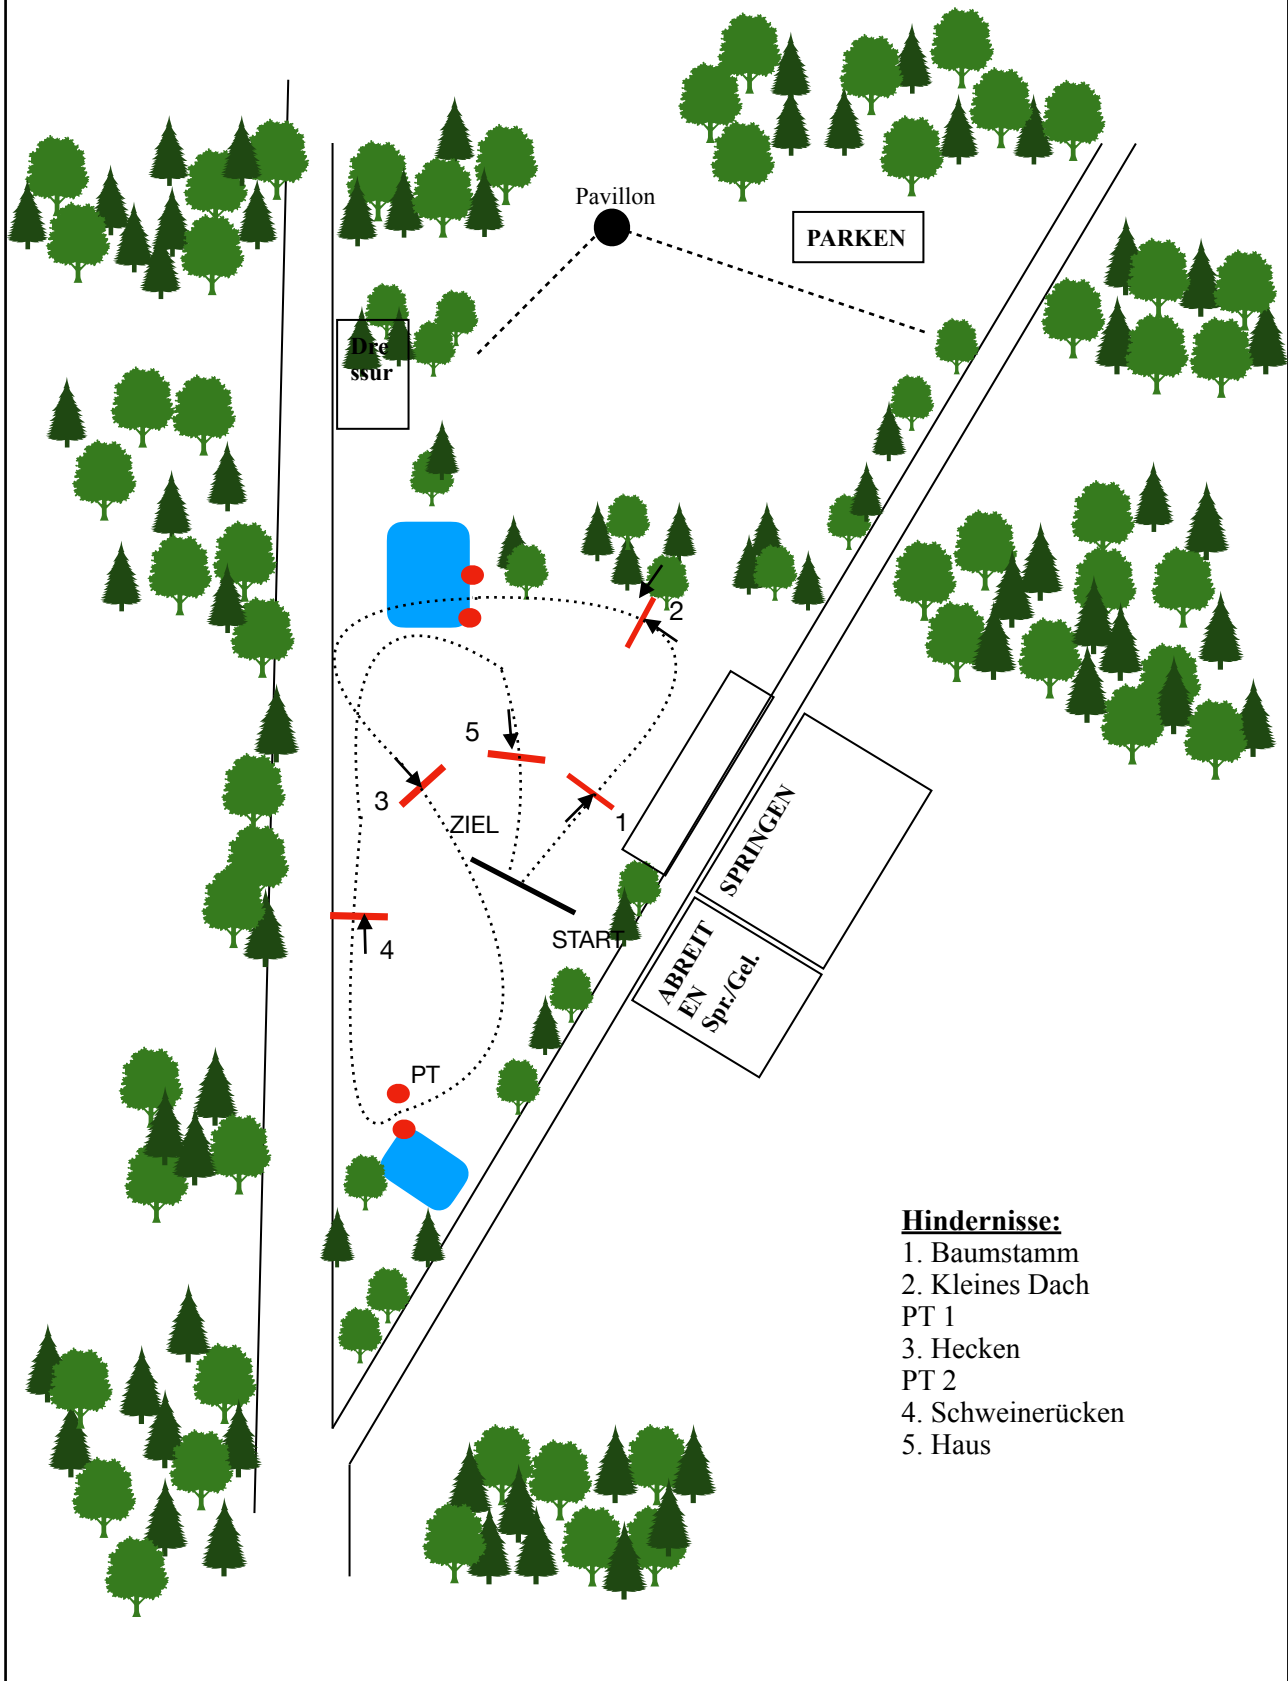 Pavillon
PARKEN
Dre
ssur
2
5
3
1
ZIEL
SPRINGEN
START
4
ABREIT
EN
Spr./Gel.
PT
Hindernisse:
1. Baumstamm
2. Kleines Dach
PT 1
3. Hecken
PT 2
4. Schweinerücken
5. Haus